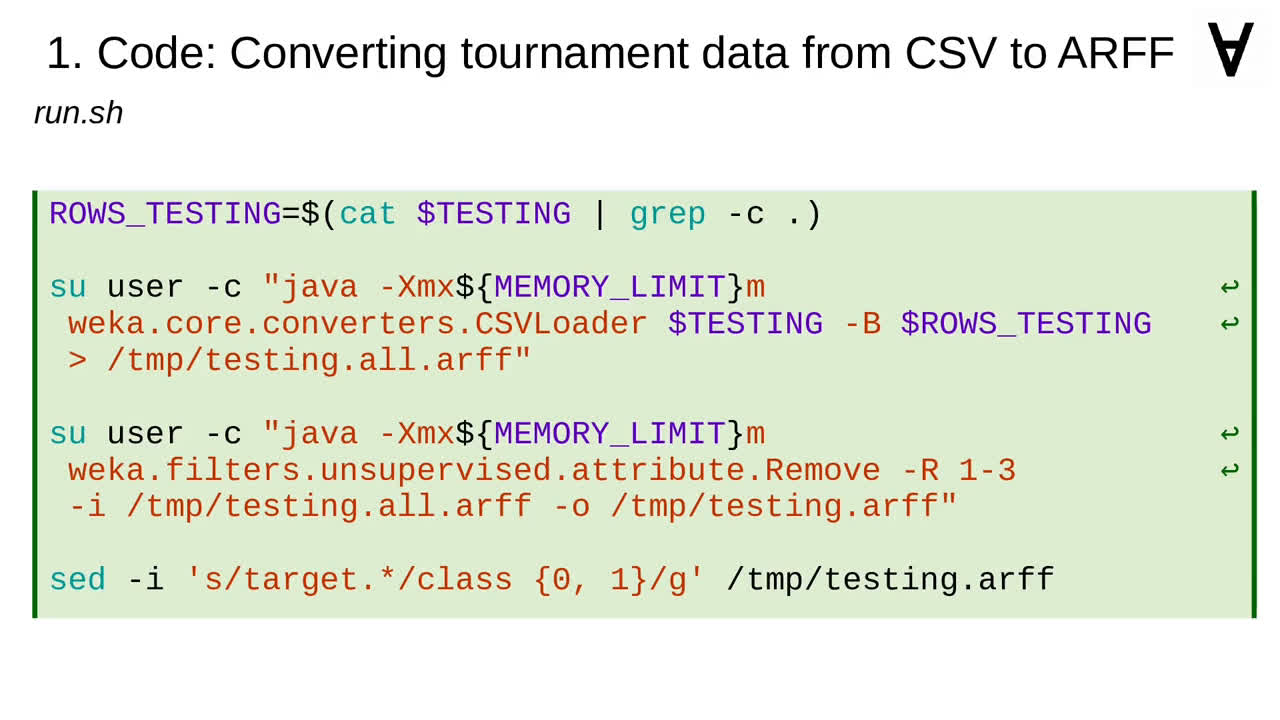 1. Code: Converting tournament data from CSV to ARFF ∀
run.sh
ROWS_TESTING=$(cat $TESTING | grep -c .)
su user -c "java -Xmx${MEMORY_LIMIT}m ↩
weka.core.converters.CSVLoader $TESTING -B $ROWS_TESTING ↩
> /tmp/testing.all.arff"
su user -c "java -Xmx${MEMORY_LIMIT}m ↩
weka.filters.unsupervised.attribute.Remove -R 1-3 ↩
-i /tmp/testing.all.arff -o /tmp/testing.arff"
sed -i 's/target.*/class {0, 1}/g' /tmp/testing.arff